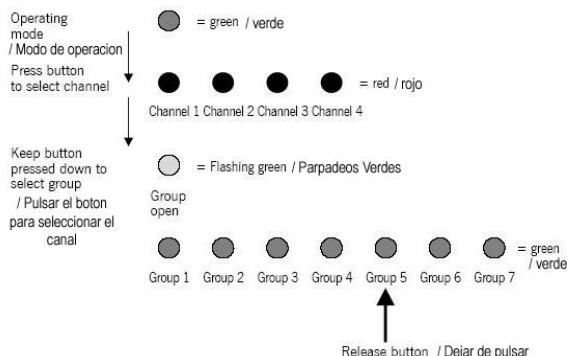 Operating
mode
/ Modo de operacion
= green / verde
Press button
to select channel
= red / rojo
Channel 1 Channel 2 Channel 3 Channel 4
Keep button
pressed down to
select group
/ Pulsar el boton
para seleccionar el
canal
= Flashing green / Parpadeos Verdes
Group
open
= green
/ verde
Group 1 Group 2 Group 3 Group 4 Group 5 Group 6 Group 7
Release button / Dejar de pulsar